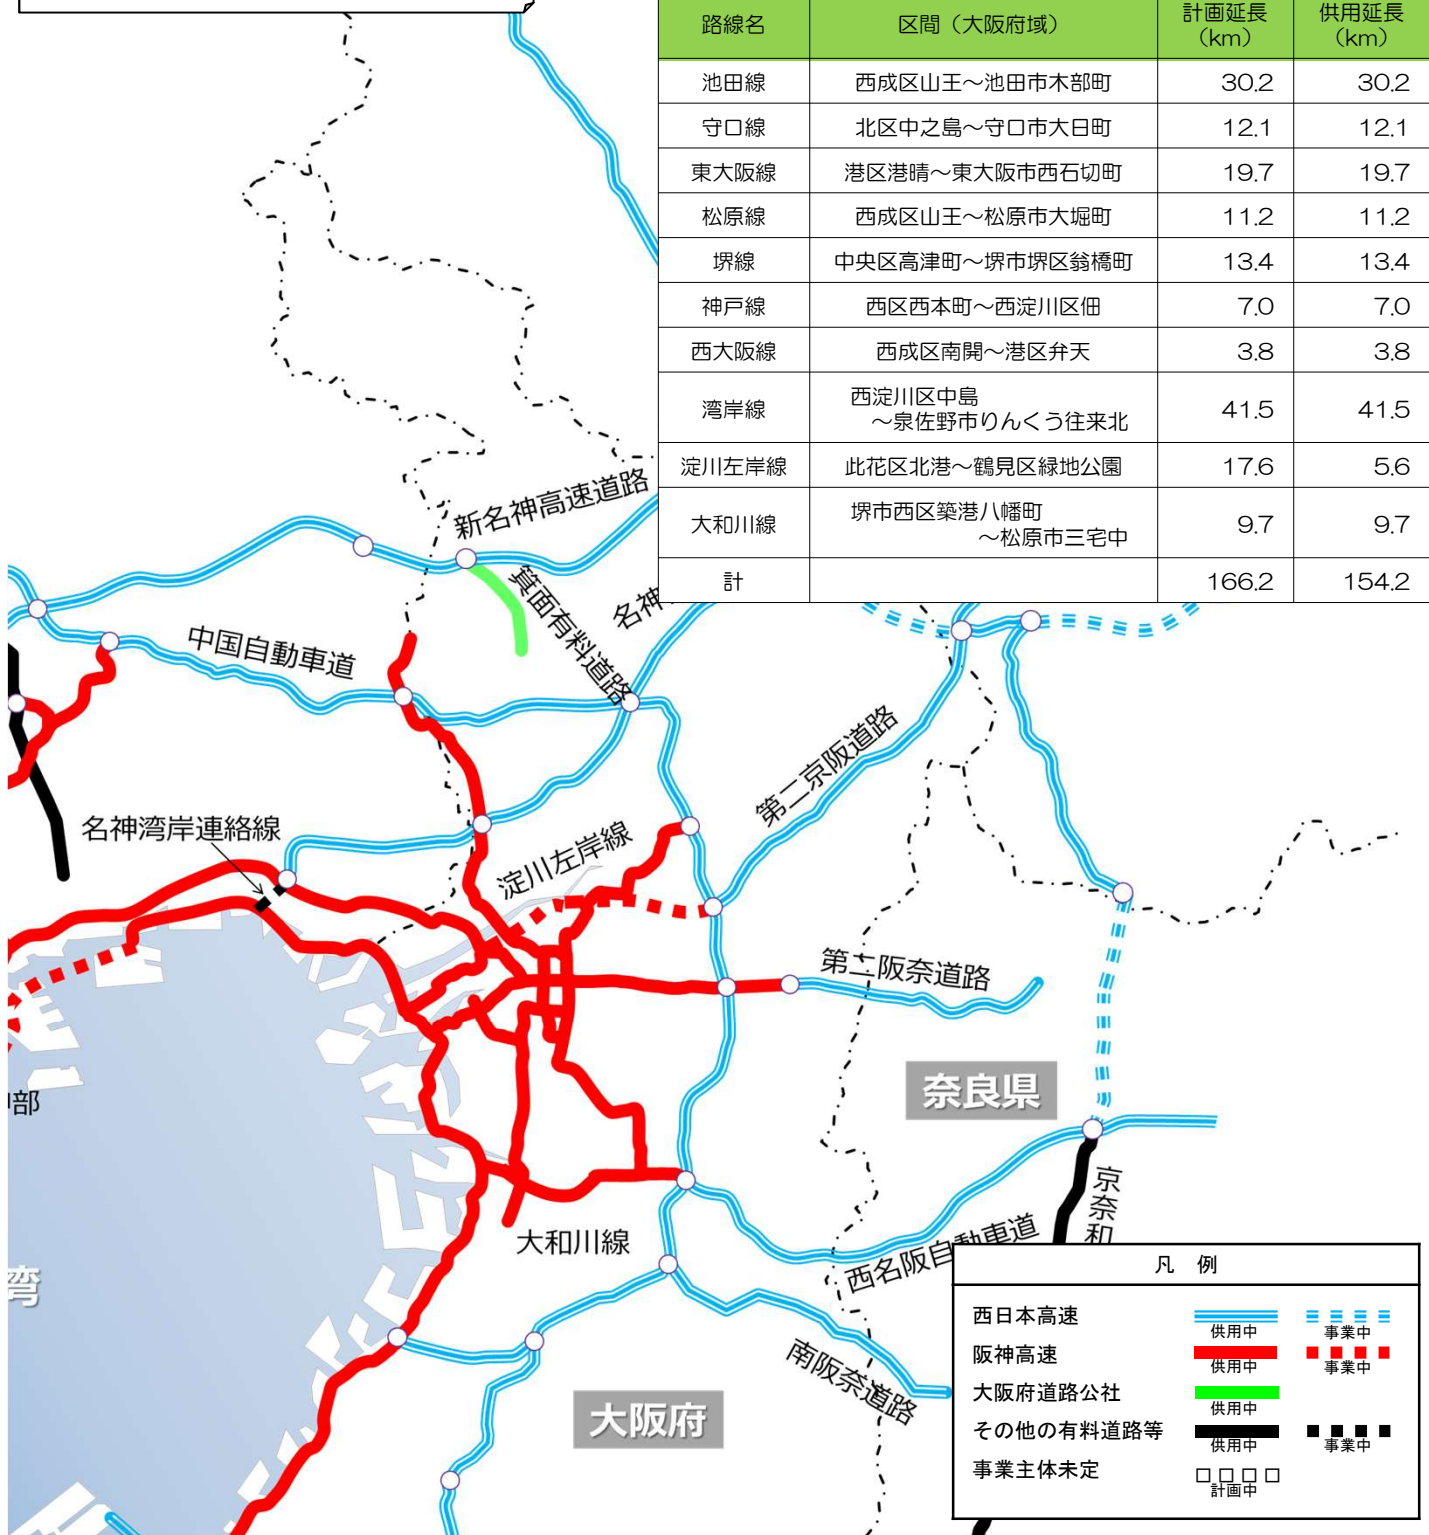 路線名 区間（大阪府域） 計画延長（km） 供用延長（km）
池田線 西成区山王～池田市木部町 30.2 30.2
守口線 北区中之島～守口市大日町 12.1 12.1
東大阪線 港区港晴～東大阪市西石切町 19.7 19.7
松原線 西成区山王～松原市大堀町 11.2 11.2
堺線 中央区高津町～堺市堺区翁橋町 13.4 13.4
神戸線 西区西本町～西淀川区佃 7.0 7.0
西大阪線 西成区南開～港区弁天 3.8 3.8
湾岸線 西淀川区中島
～泉佐野市りんくう往来北 41.5 41.5
淀川左岸線 此花区北港～鶴見区緑地公園 17.6 5.6
大和川線 堺市西区築港八幡町
～松原市三宅中 9.7 9.7
計 166.2 154.2
新名神高速道路
箕面有料道路
名神
中国自動車道
第二京阪道路
名神湾岸連絡線
淀川左岸線
第二阪奈道路
奈良県
部
京奈和
大和川線
西名阪自動車道
湾
南阪奈道路
大阪府
凡 例
西日本高速 供用中 事業中
阪神高速 供用中 事業中
大阪府道路公社 供用中
その他の有料道路等 供用中 事業中
事業主体未定 計画中